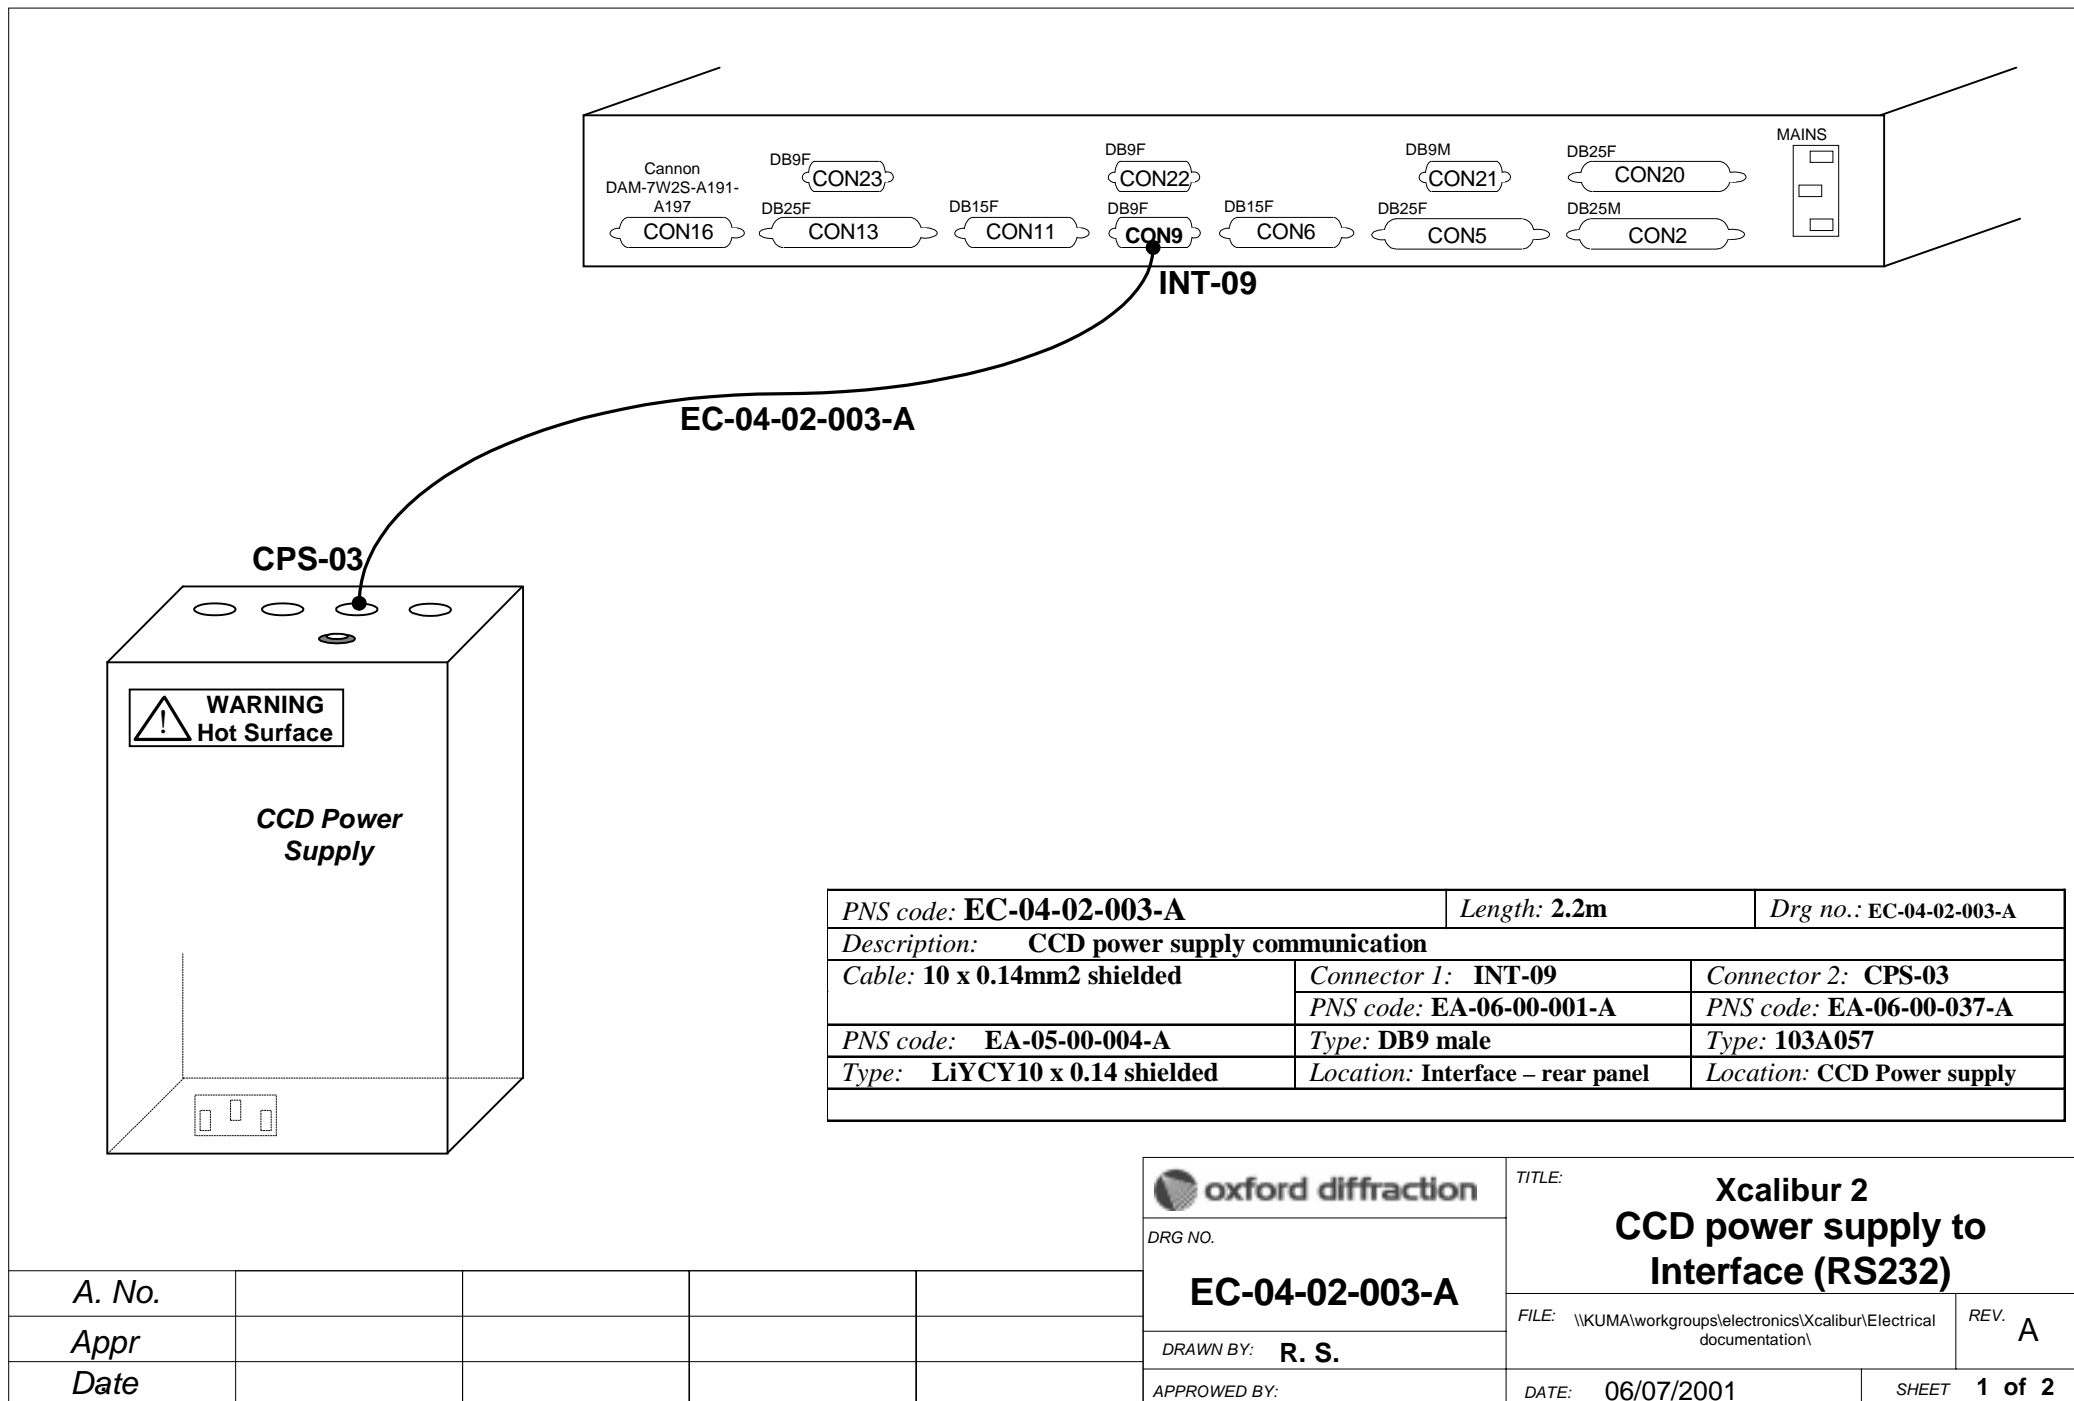 MAINS
DB9F
CON23
DB9F
CON22
DB9M
CON21
DB25F
CON20
Cannon
DAM-7W2S-A191-
A197
CON16
DB25F
CON13
DB15F
CON11
DB9F
CON9
DB15F
CON6
DB25F
CON5
DB25M
CON2
INT-09
EC-04-02-003-A
CPS-03
WARNING
! Hot Surface
CCD Power
Supply
PNS code: EC-04-02-003-A Length: 2.2m Drg no.: EC-04-02-003-A
Description: CCD power supply communication
Cable: 10 x 0.14mm2 shielded Connector 1: INT-09 Connector 2: CPS-03
PNS code: EA-06-00-001-A PNS code: EA-06-00-037-A
PNS code: EA-05-00-004-A Type: DB9 male Type: 103A057
Type: LiYCY10 x 0.14 shielded Location: Interface – rear panel Location: CCD Power supply
oxford diffraction
TITLE:
Xcalibur 2
CCD power supply to
Interface (RS232)
DRG NO.
EC-04-02-003-A
FILE: \\KUMA\workgroups\electronics\Xcalibur\Electrical
documentation\
REV. A
DRAWN BY: R. S.
APPROWED BY:
DATE: 06/07/2001
SHEET 1 of 2
A. No.
Appr
Date